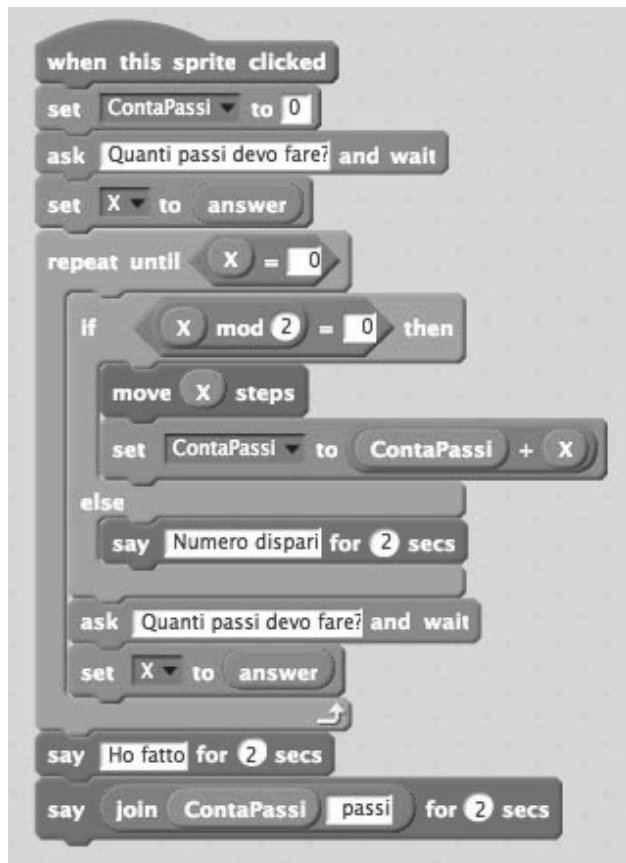 when this sprite clicked
set ContaPassi to 0
ask Quanti passi devo fare? and wait
set X to answer
repeat until X = 0
if X mod 2 = 0 then
move X steps
set ContaPassi to ContaPassi + X
else
say Numero dispari for 2 secs
ask Quanti passi devo fare? and wait
set X to answer
say Ho fatto for 2 secs
say join ContaPassi passi for 2 secs